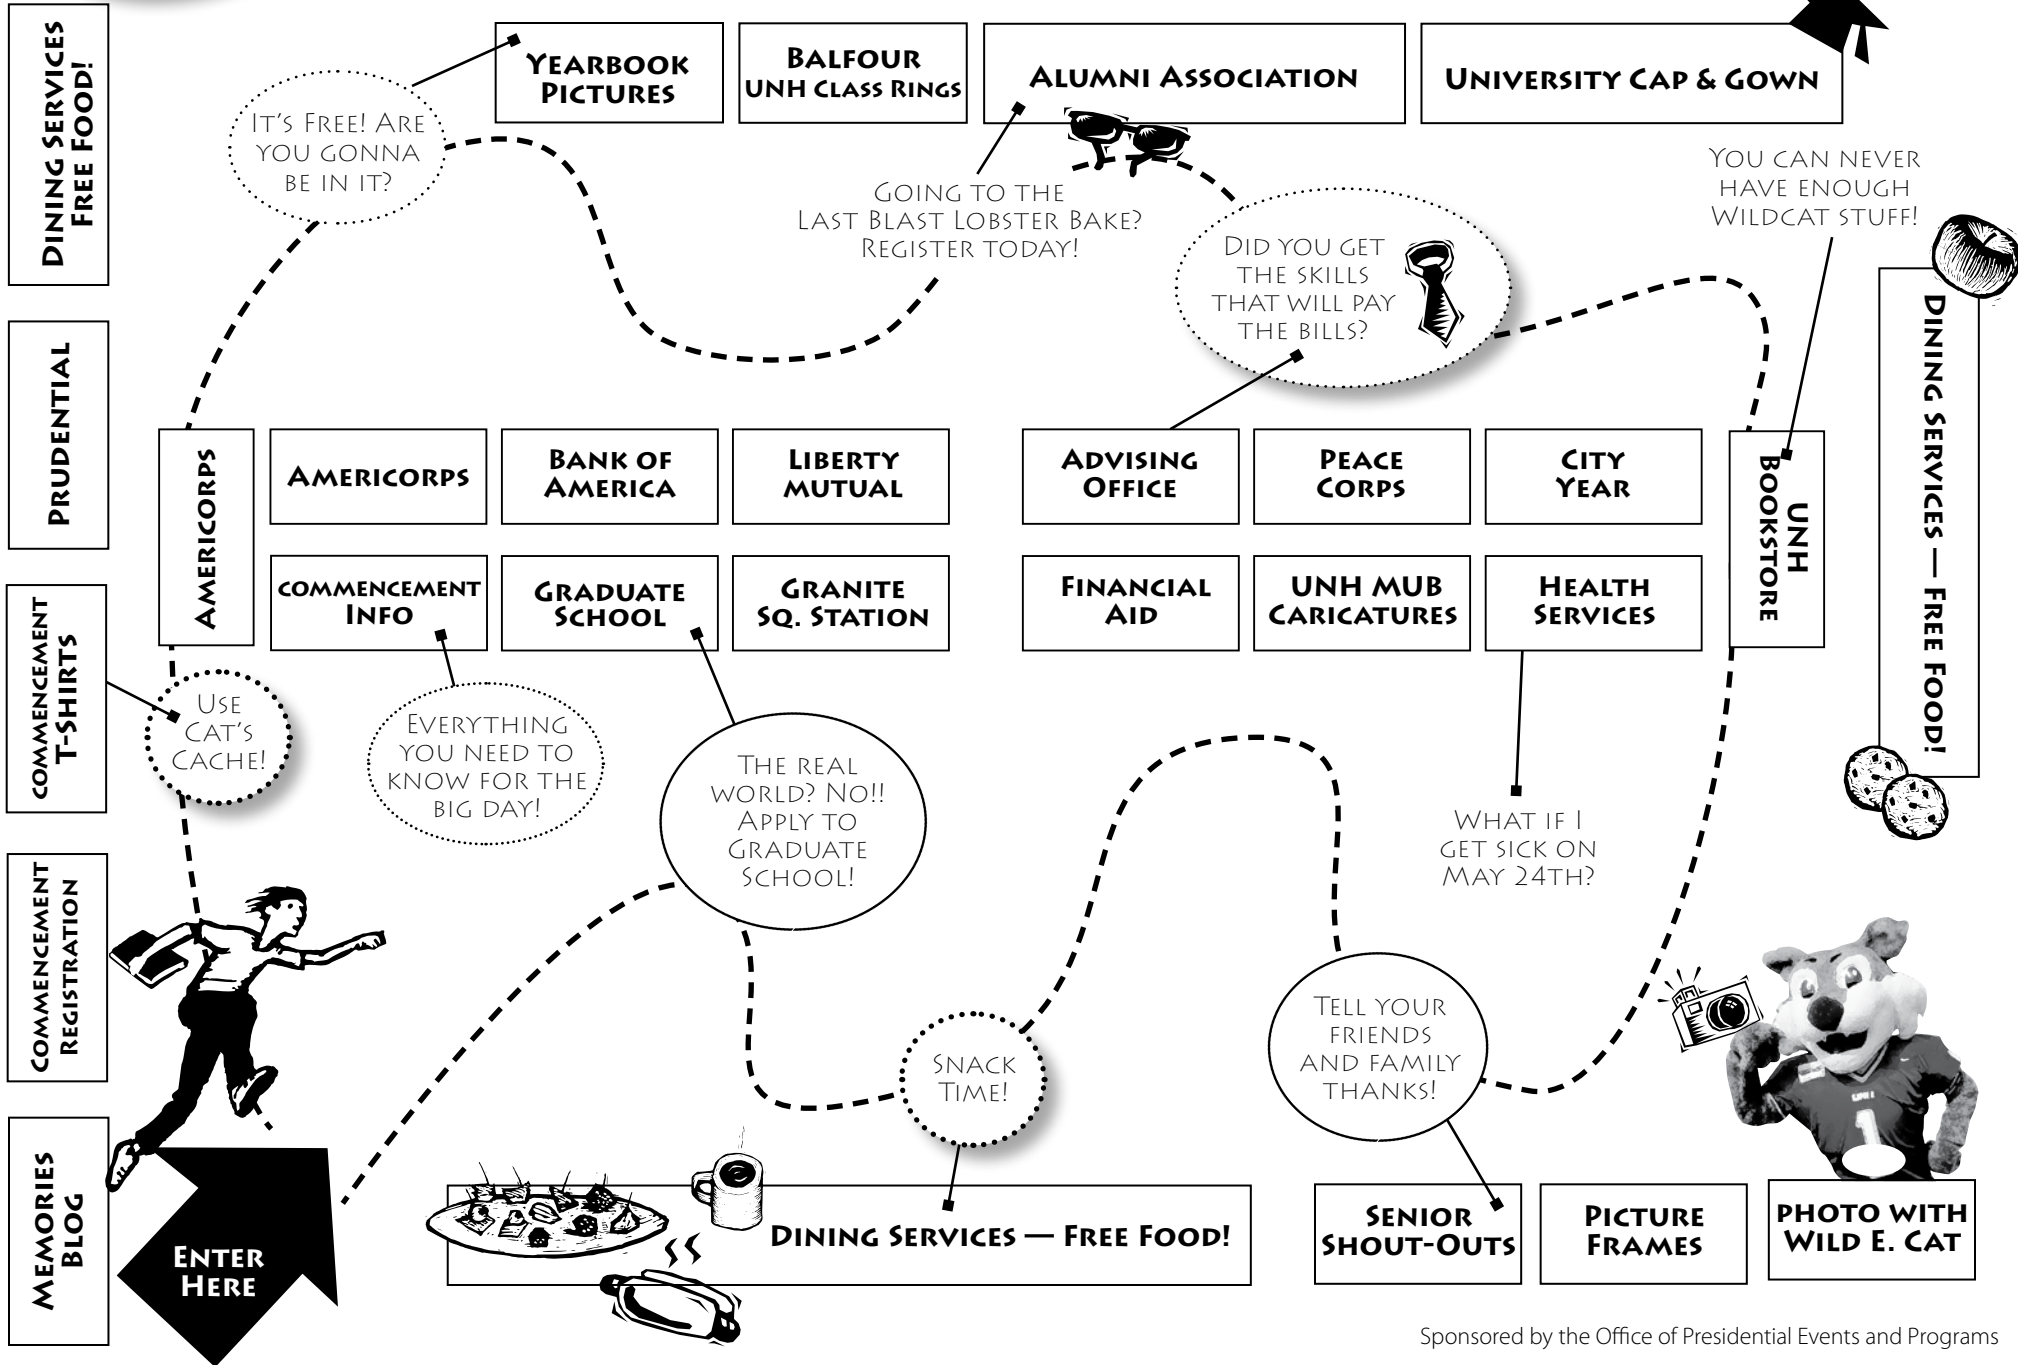 Dining Services
Free Food!
Yearbook
Pictures
Balfour
UNH Class Rings
Alumni Association
University Cap & Gown
It's Free! Are
you gonna
be in it?
Going to the
Last Blast Lobster Bake?
Register today!
Did you get
the skills
that will pay
the bills?
You can never
have enough
Wildcat stuff!
Dining Services — Free Food!
Prudential
Americorps
Americorps
Bank of
America
Liberty
Mutual
Advising
Office
Peace
Corps
City
Year
UNH
Bookstore
Commencement
Info
Graduate
School
Granite
Sq. Station
Financial
Aid
UNH MUB
Caricatures
Health
Services
Commencement
T-Shirts
Use
Cat's
Cache!
Everything
you need to
know for the
big day!
The real
world? No!!
Apply to
Graduate
School!
What if I
get sick on
May 24th?
Commencement
Registration
Snack
Time!
Tell your
friends
and family
thanks!
1
Memories
Blog
Enter
Here
Dining Services — Free Food!
Senior
Shout-Outs
Picture
Frames
Photo with
Wild E. Cat
Sponsored by the Office of Presidential Events and Programs